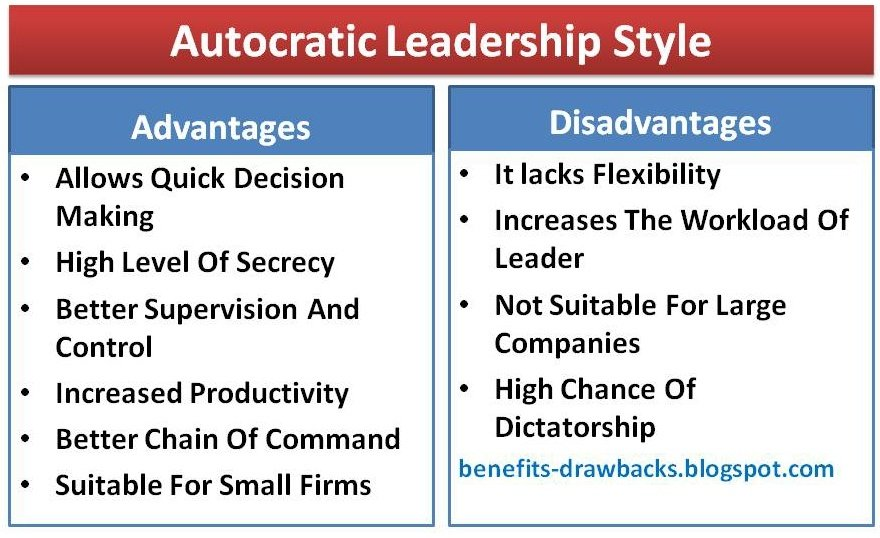 Autocratic Leadership Style
Advantages
• Allows Quick Decision
Making
• High Level Of Secrecy
• Better Supervision And
Control
• Increased Productivity
• Better Chain Of Command
• Suitable For Small Firms
Disadvantages
• It lacks Flexibility
• Increases The Workload Of
Leader
• Not Suitable For Large
Companies
• High Chance Of
Dictatorship
benefits-drawbacks.blogspot.com